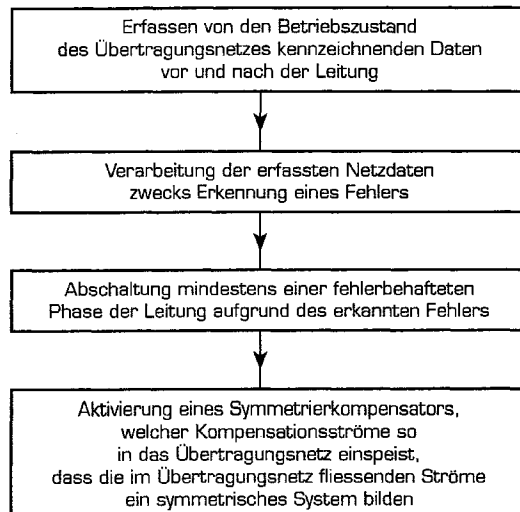 Erfassen von den Betriebszustand
des Übertragungsnetzes kennzeichnenden Daten
vor und nach der Leitung
Verarbeitung der erfassten Netzdaten
zwecks Erkennung eines Fehlers
Abschaltung mindestens einer fehlerbehafteten
Phase der Leitung aufgrund des erkannten Fehlers
Aktivierung eines Symmetrierkompensators,
welcher Kompensationsströme so
in das Übertragungsnetz einspeist,
dass die im Übertragungsnetz fliessenden Ströme
ein symmetrisches System bilden